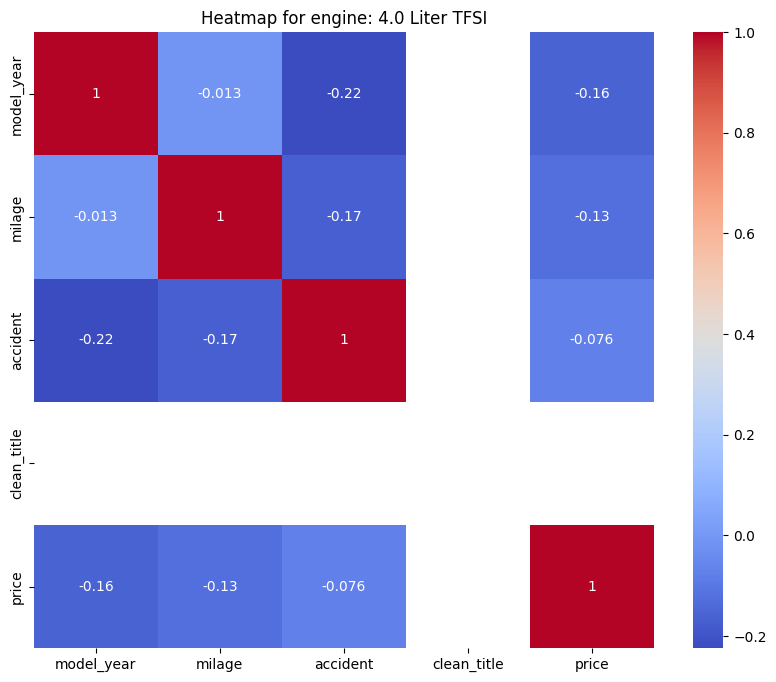 Heatmap for engine: 4.0 Liter TFSI
model_year 1 -0.013 -0.22 -0.16
milage -0.013 1 -0.17 -0.13
accident -0.22 -0.17 1 -0.076
clean_title
price -0.16 -0.13 -0.076 1
model_year milage accident clean_title price
1.0
0.8
0.6
0.4
0.2
0.0
−0.2